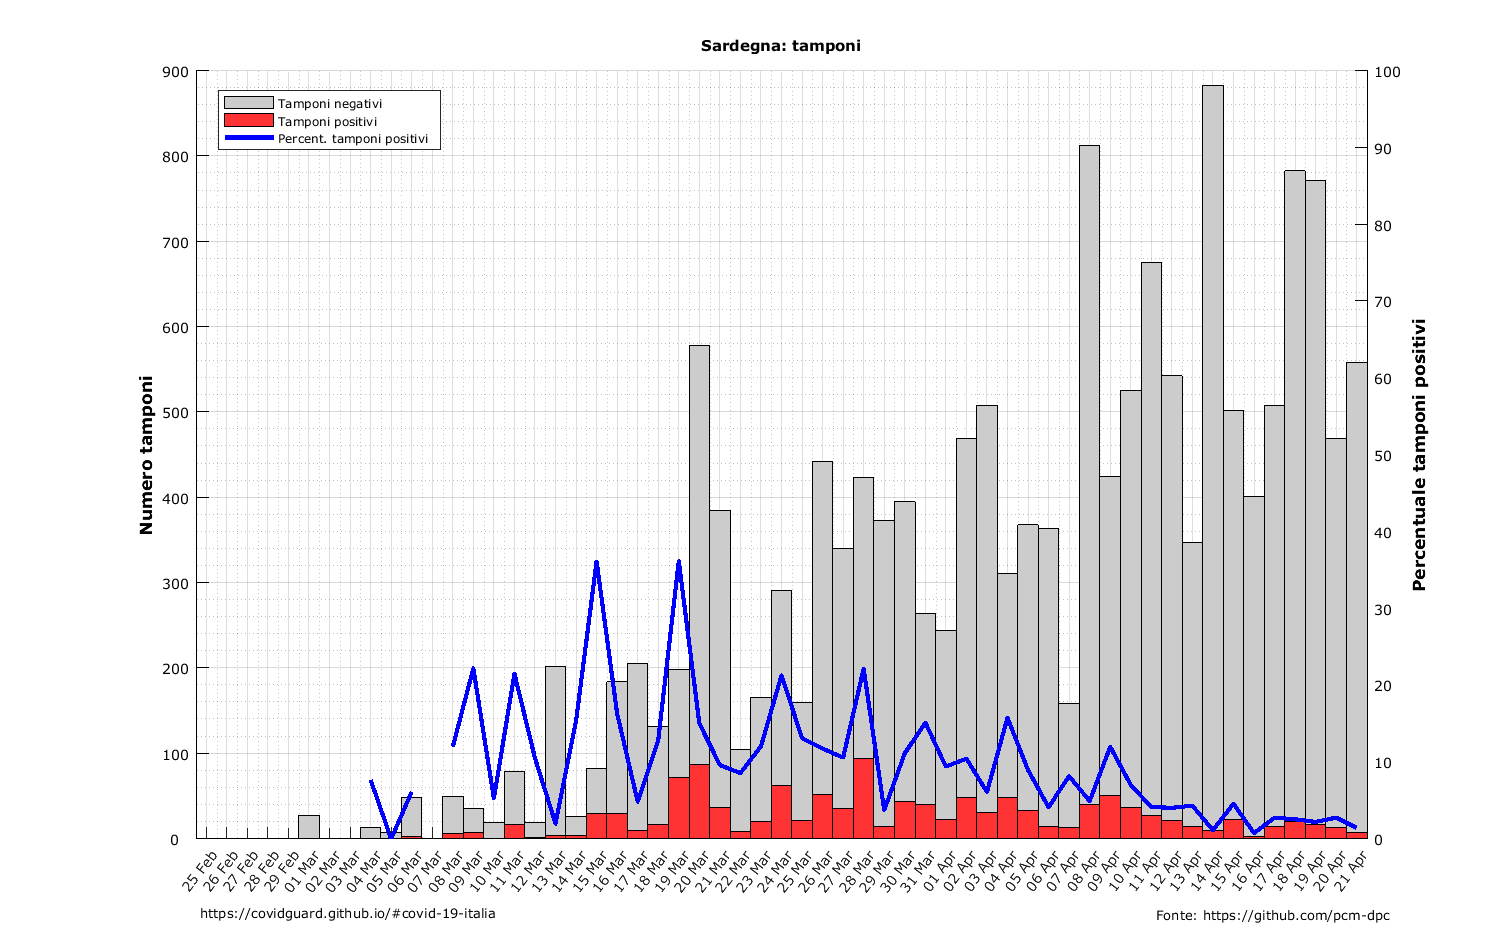 Sardegna: tamponi
Tamponi negativi
Tamponi positivi
Percent. tamponi positivi
Numero tamponi
900
800
700
600
500
400
300
200
100
0
Percentuale tamponi positivi
100
90
80
70
60
50
40
30
20
10
0
25 Feb
26 Feb
27 Feb
28 Feb
29 Feb
01 Mar
02 Mar
03 Mar
04 Mar
05 Mar
06 Mar
07 Mar
08 Mar
09 Mar
10 Mar
11 Mar
12 Mar
13 Mar
14 Mar
15 Mar
16 Mar
17 Mar
18 Mar
19 Mar
20 Mar
21 Mar
22 Mar
23 Mar
24 Mar
25 Mar
26 Mar
27 Mar
28 Mar
29 Mar
30 Mar
31 Mar
01 Apr
02 Apr
03 Apr
04 Apr
05 Apr
06 Apr
07 Apr
08 Apr
09 Apr
10 Apr
11 Apr
12 Apr
13 Apr
14 Apr
15 Apr
16 Apr
17 Apr
18 Apr
19 Apr
20 Apr
21 Apr
https://covidguard.github.io/#covid-19-italia
Fonte: https://github.com/pcm-dpc